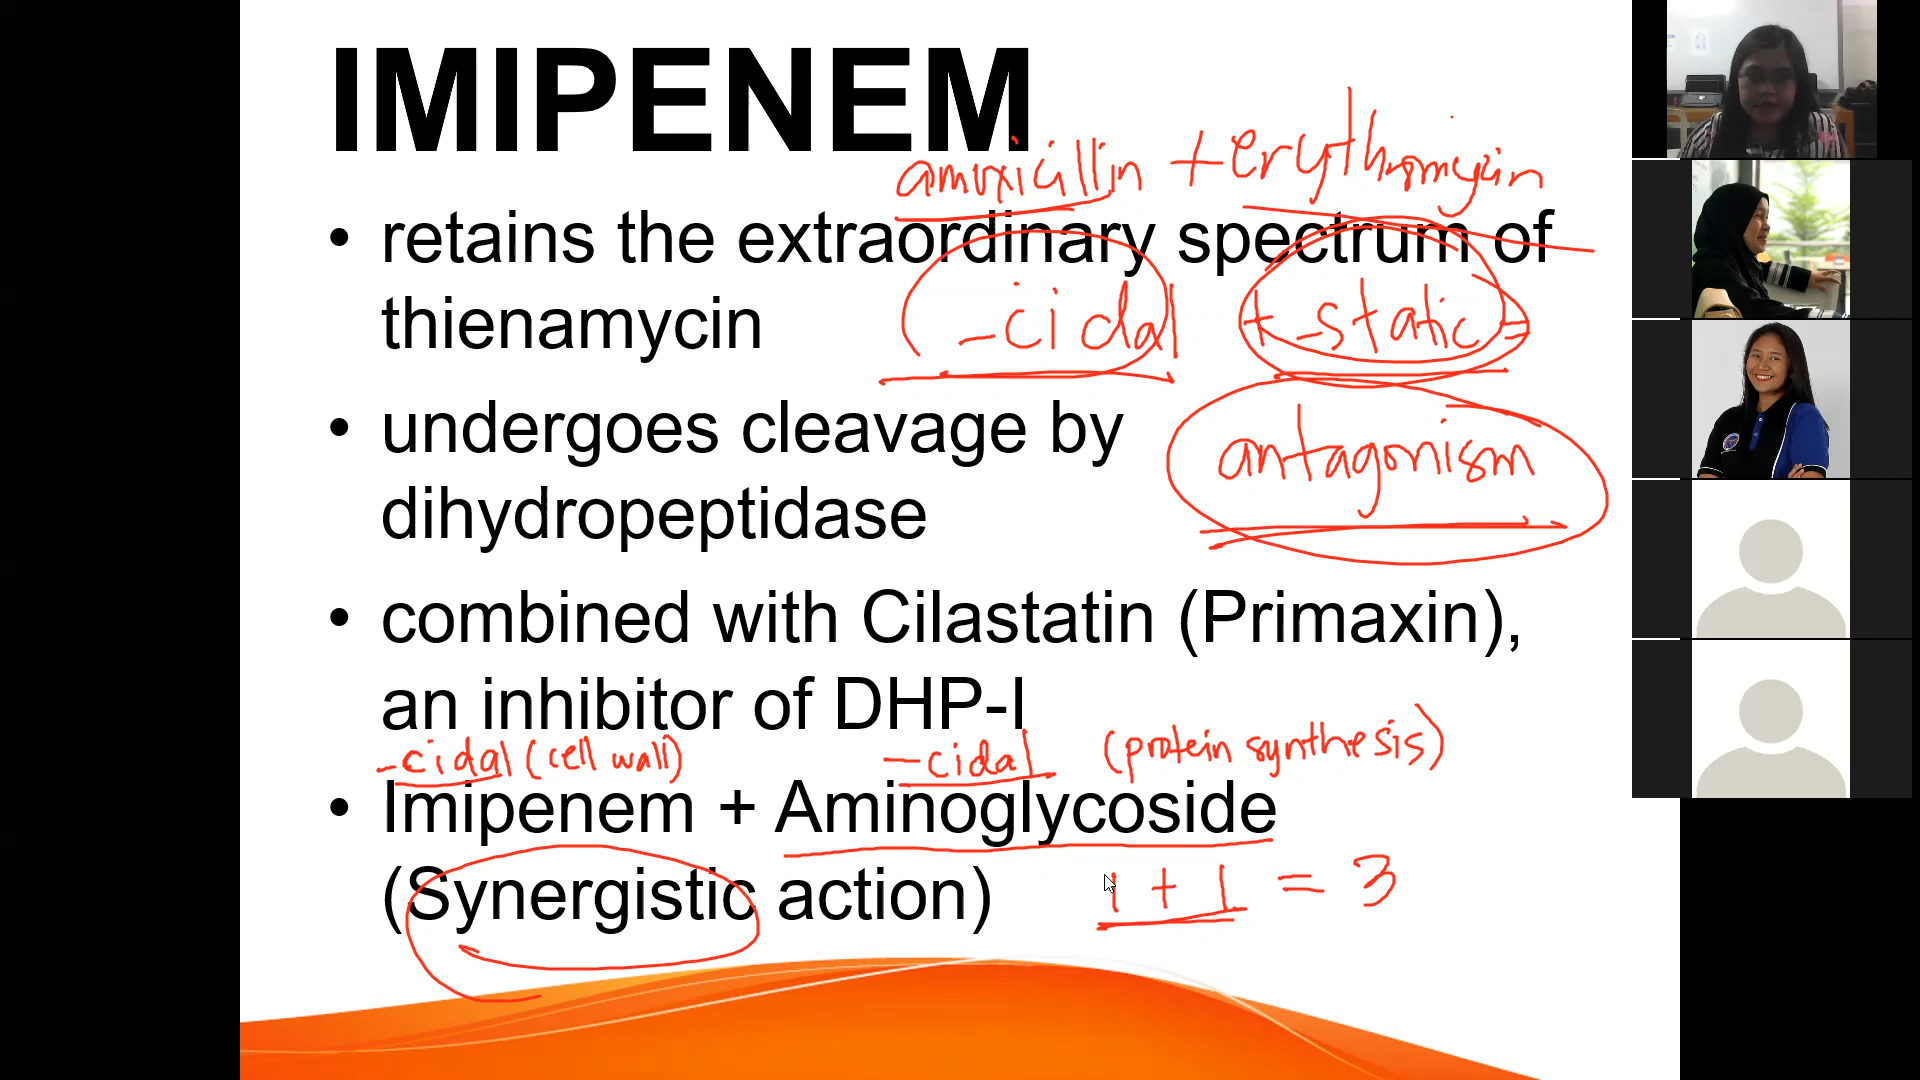 IMIPENEM
amoxicillin + erythromycin
• retains the extraordinary spectrum of
thienamycin
-cidal + -static =
• undergoes cleavage by
antagonism
dihydropeptidase
• combined with Cilastatin (Primaxin),
an inhibitor of DHP-I
-cidal (cell wall) -cidal (protein synthesis)
• Imipenem + Aminoglycoside
(Synergistic action) 1 + 1 = 3